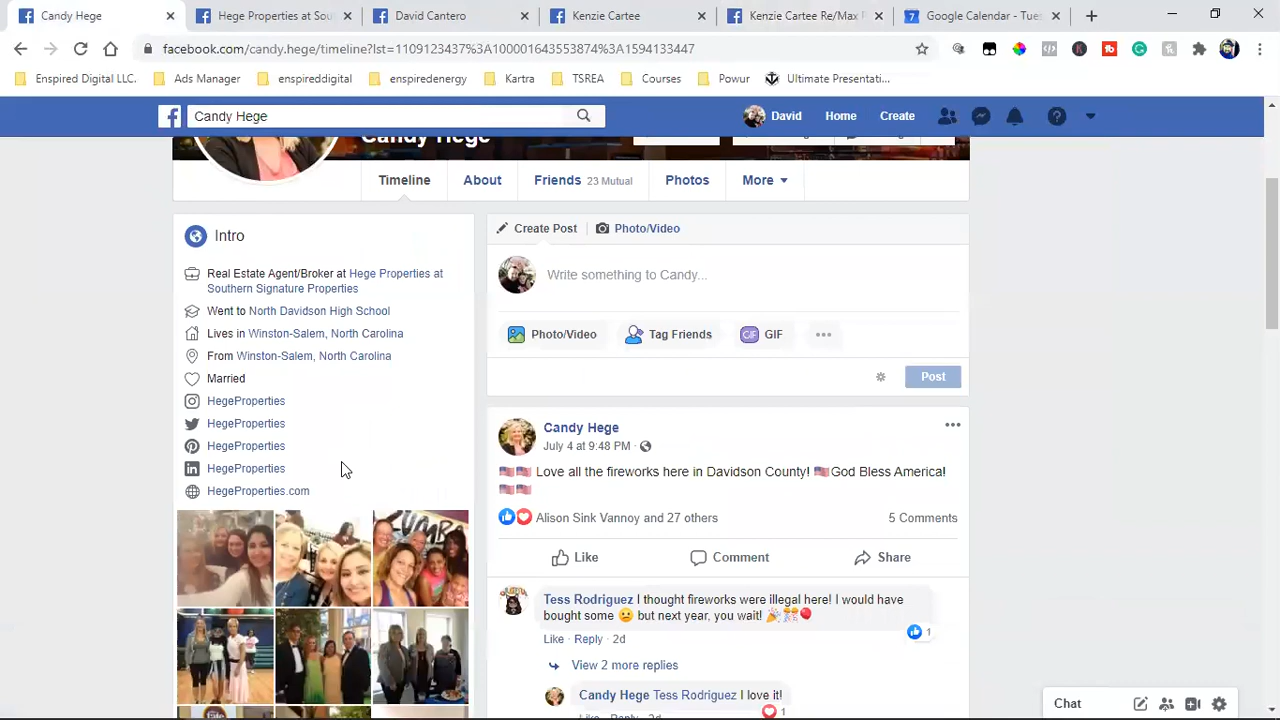 Candy Hege
Hege Properties at Sou
David Cantero
Kenzie Cartee
Kenzie Cartee Re/Max P
7 Google Calendar - Tues
facebook.com/candy.hege/timeline?lst=1109123437%3A100001643553874%3A1594133447
Enspired Digital LLC.
Ads Manager
enspireddigital
enspiredenergy
Kartra
TSREA
Courses
Powur
Ultimate Presentati...
Candy Hege
David
Home
Create
Candy Hege
Timeline
About
Friends 23 Mutual
Photos
More
Intro
Real Estate Agent/Broker at Hege Properties at
Southern Signature Properties
Went to North Davidson High School
Lives in Winston-Salem, North Carolina
From Winston-Salem, North Carolina
Married
HegeProperties
HegeProperties
HegeProperties
HegeProperties
HegeProperties.com
Create Post
Photo/Video
Write something to Candy...
Photo/Video
Tag Friends
GIF
Post
Candy Hege
July 4 at 9:48 PM
Love all the fireworks here in Davidson County! God Bless America!
Alison Sink Vannoy and 27 others
5 Comments
Like
Comment
Share
Tess Rodriguez I thought fireworks were illegal here! I would have
bought some but next year, you wait!
1
Like · Reply · 2d
View 2 more replies
Candy Hege Tess Rodriguez I love it!
1
Like · Reply · 2d
Chat